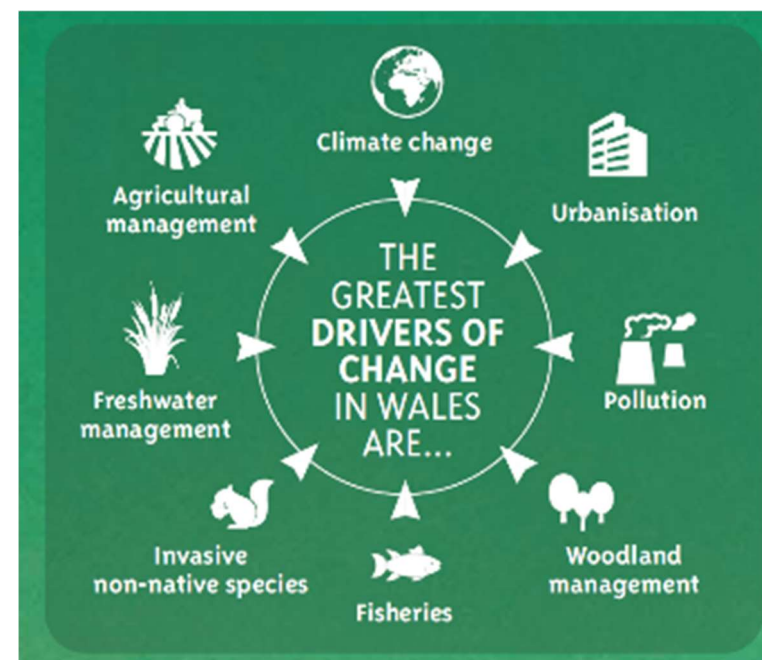 THE
GREATEST
DRIVERS OF
CHANGE
IN WALES
ARE...
Climate change
Urbanisation
Pollution
Woodland
management
Fisheries
Invasive
non-native species
Freshwater
management
Agricultural
management